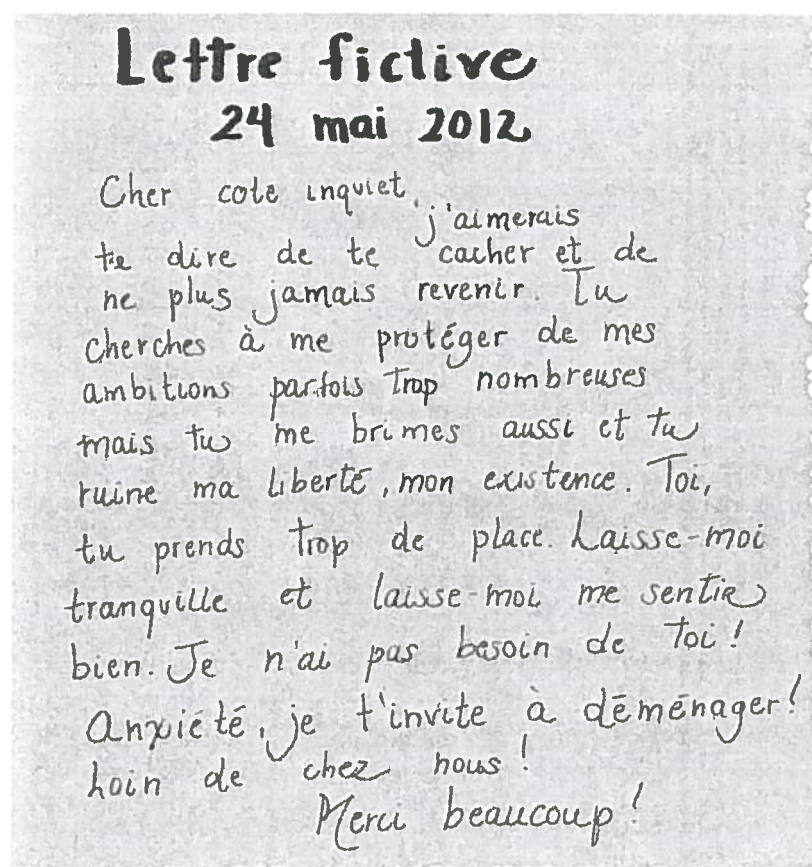 Lettre fictive
24 mai 2012
Cher cote inquiet,
j'aimerais
te dire de te cacher et de
ne plus jamais revenir. Tu
cherches à me protéger de mes
ambitions parfois trop nombreuses
mais tu me brimes aussi et tu
ruine ma liberté, mon existence. Toi,
tu prends trop de place. Laisse-moi
tranquille et laisse-moi me sentir
bien. Je n'ai pas besoin de toi!
Anxiété, je t'invite à déménager!
Loin de chez nous!
Merci beaucoup!